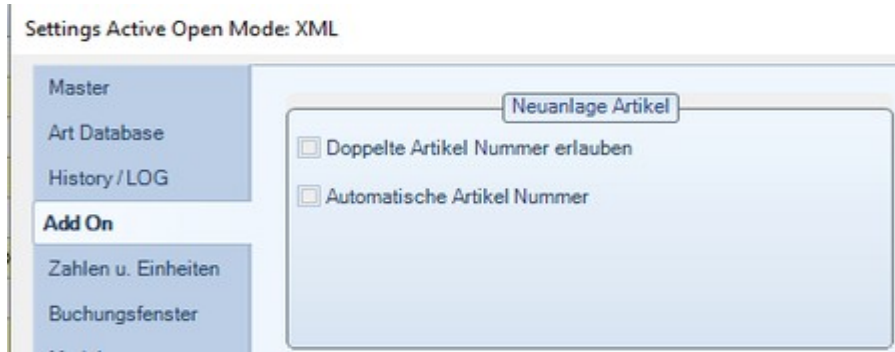 Settings Active Open Mode: XML
Master
Art Database
History / LOG
Add On
Zahlen u. Einheiten
Buchungsfenster
Neuanlage Artikel
Doppelte Artikel Nummer erlauben
Automatische Artikel Nummer